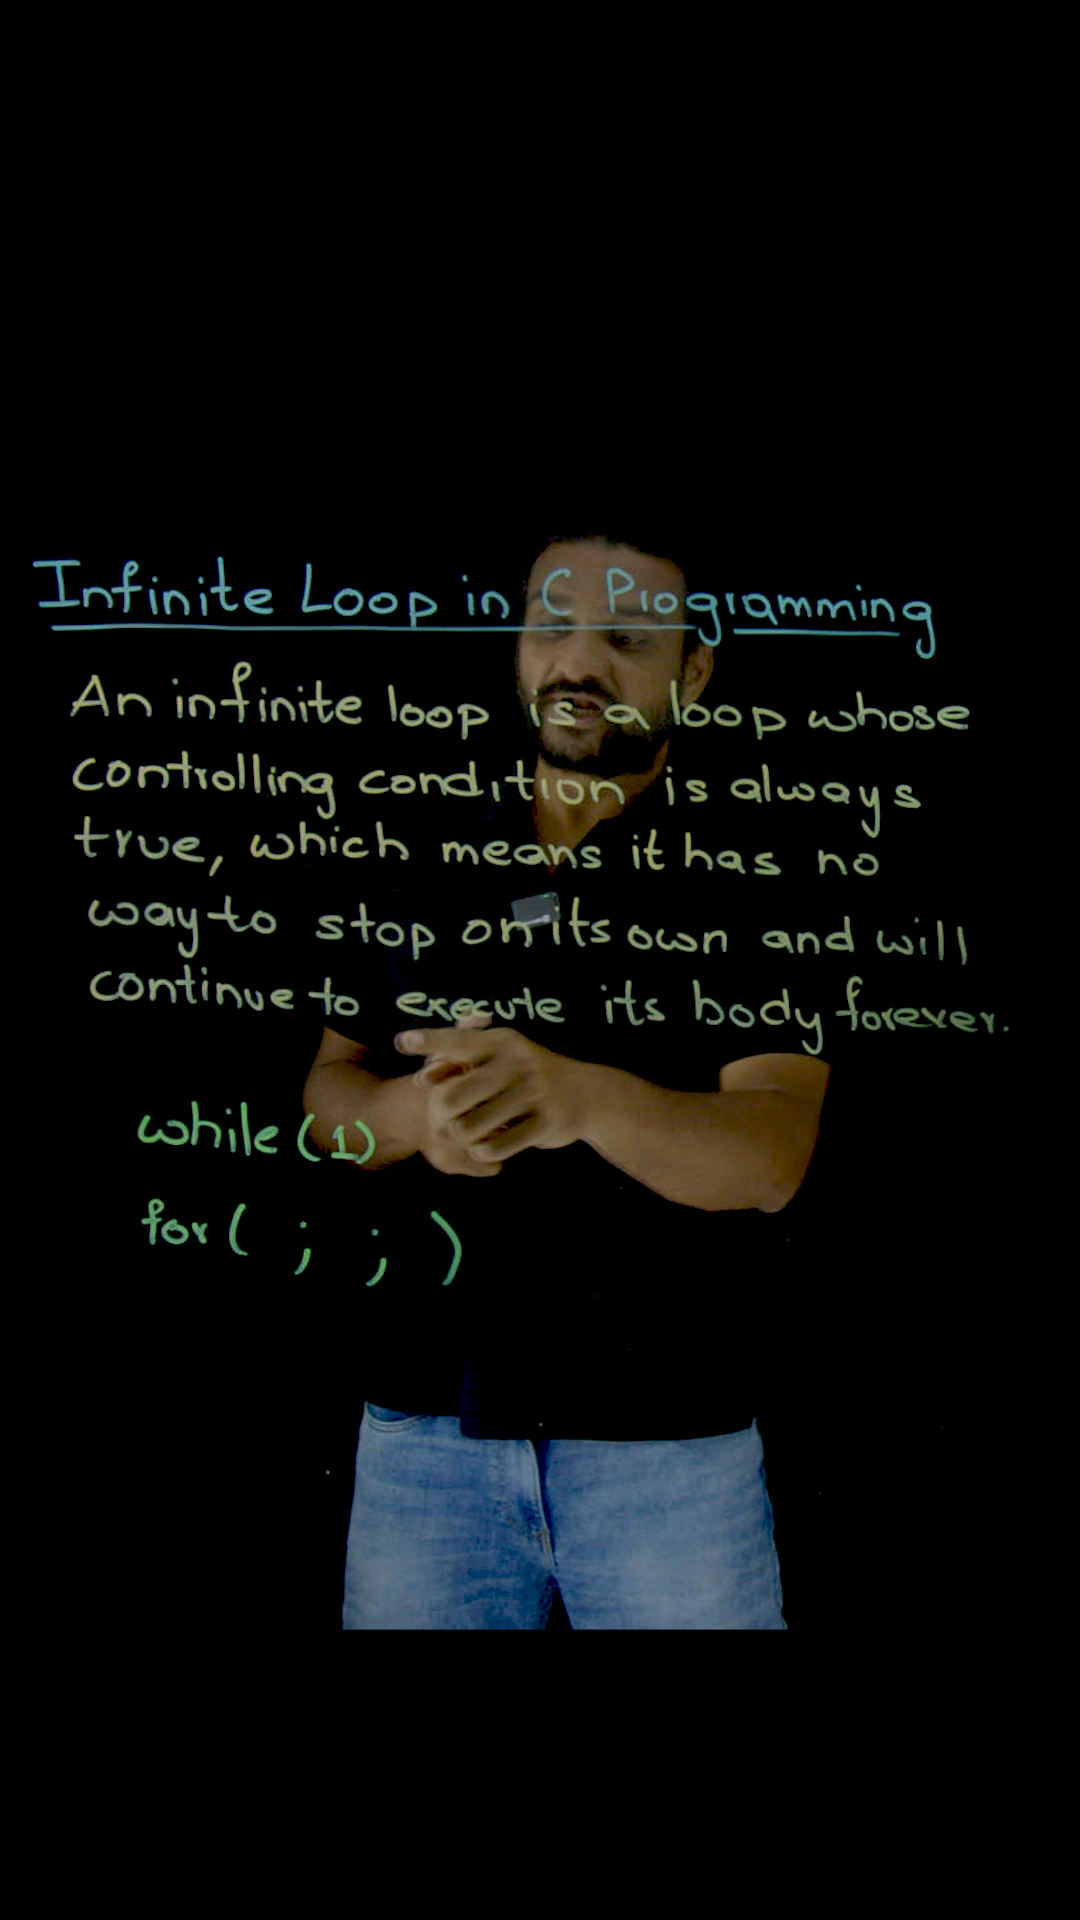 Infinite Loop in C Programming
An infinite loop is a loop whose
controlling condition is always
true, which means it has no
way to stop on its own and will
continue to execute its body forever.
while (1)
for ( ; ; )